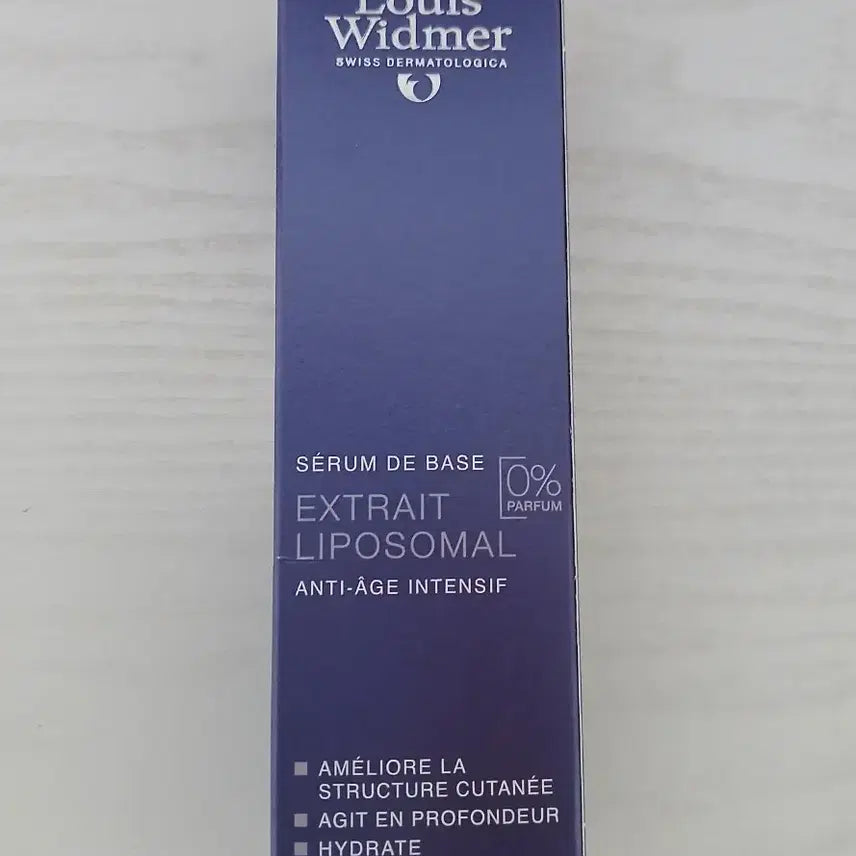 Louis
Widmer
SWISS DERMATOLOGICA
SÉRUM DE BASE
0%
PARFUM
EXTRAIT
LIPOSOMAL
ANTI-ÂGE INTENSIF
AMÉLIORE LA
STRUCTURE CUTANÉE
AGIT EN PROFONDEUR
HYDRATE